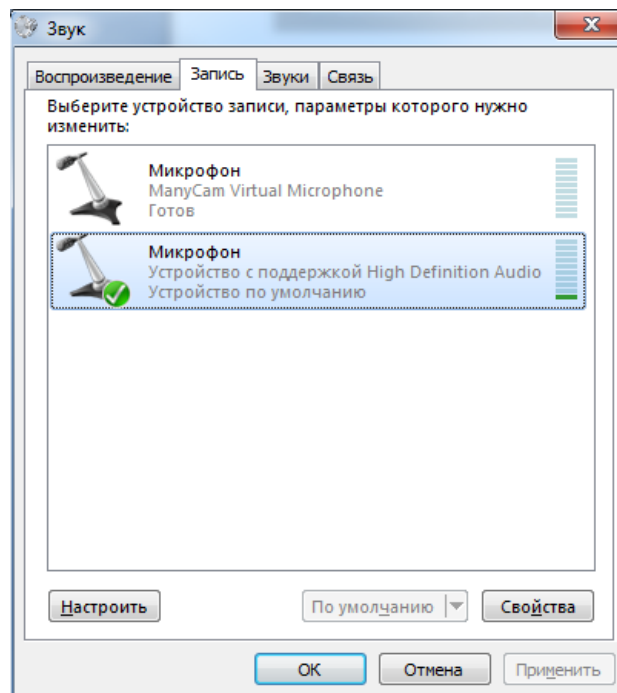 Звук
Воспроизведение Запись Звуки Связь
Выберите устройство записи, параметры которого нужно
изменить:
Микрофон
ManyCam Virtual Microphone
Готов
Микрофон
Устройство с поддержкой High Definition Audio
Устройство по умолчанию
Настроить По умолчанию Свойства
ОК Отмена Применить